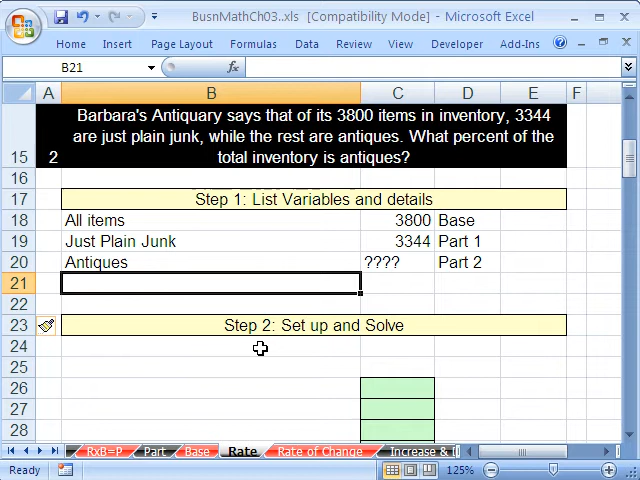 BusnMathCh03..xls [Compatibility Mode] - Microsoft Excel
Home Insert Page Layout Formulas Data Review View Developer Add-Ins
B21 fx
A B C D E F
Barbara's Antiquary says that of its 3800 items in inventory, 3344
are just plain junk, while the rest are antiques. What percent of the
15 2 total inventory is antiques?
16
17 Step 1: List Variables and details
18 All items 3800 Base
19 Just Plain Junk 3344 Part 1
20 Antiques ???? Part 2
21
22
23 Step 2: Set up and Solve
24
25
26
27
28
RxB=P Part Base Rate Rate of Change Increase &
Ready 125%